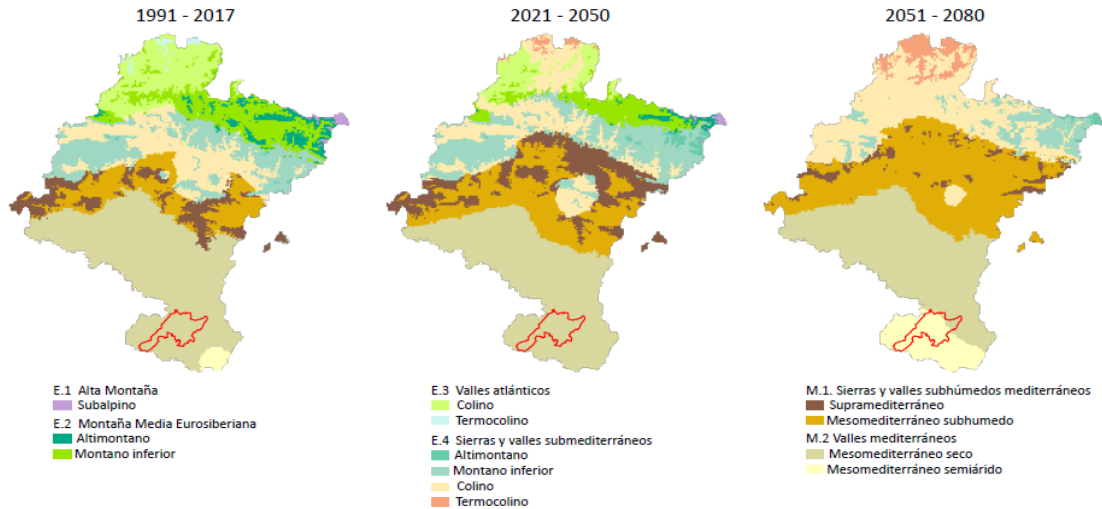 1991 - 2017
2021 - 2050
2051 - 2080
E.1 Alta Montaña
Subalpino
E.2 Montaña Media Eurosiberiana
Altimontano
Montano inferior
E.3 Valles atlánticos
Colino
Termocolino
E.4 Sierras y valles submediterráneos
Altimontano
Montano inferior
Colino
Termocolino
M.1. Sierras y valles subhúmedos mediterráneos
Supramediterráneo
Mesomediterráneo subhumedo
M.2 Valles mediterráneos
Mesomediterráneo seco
Mesomediterráneo semiárido